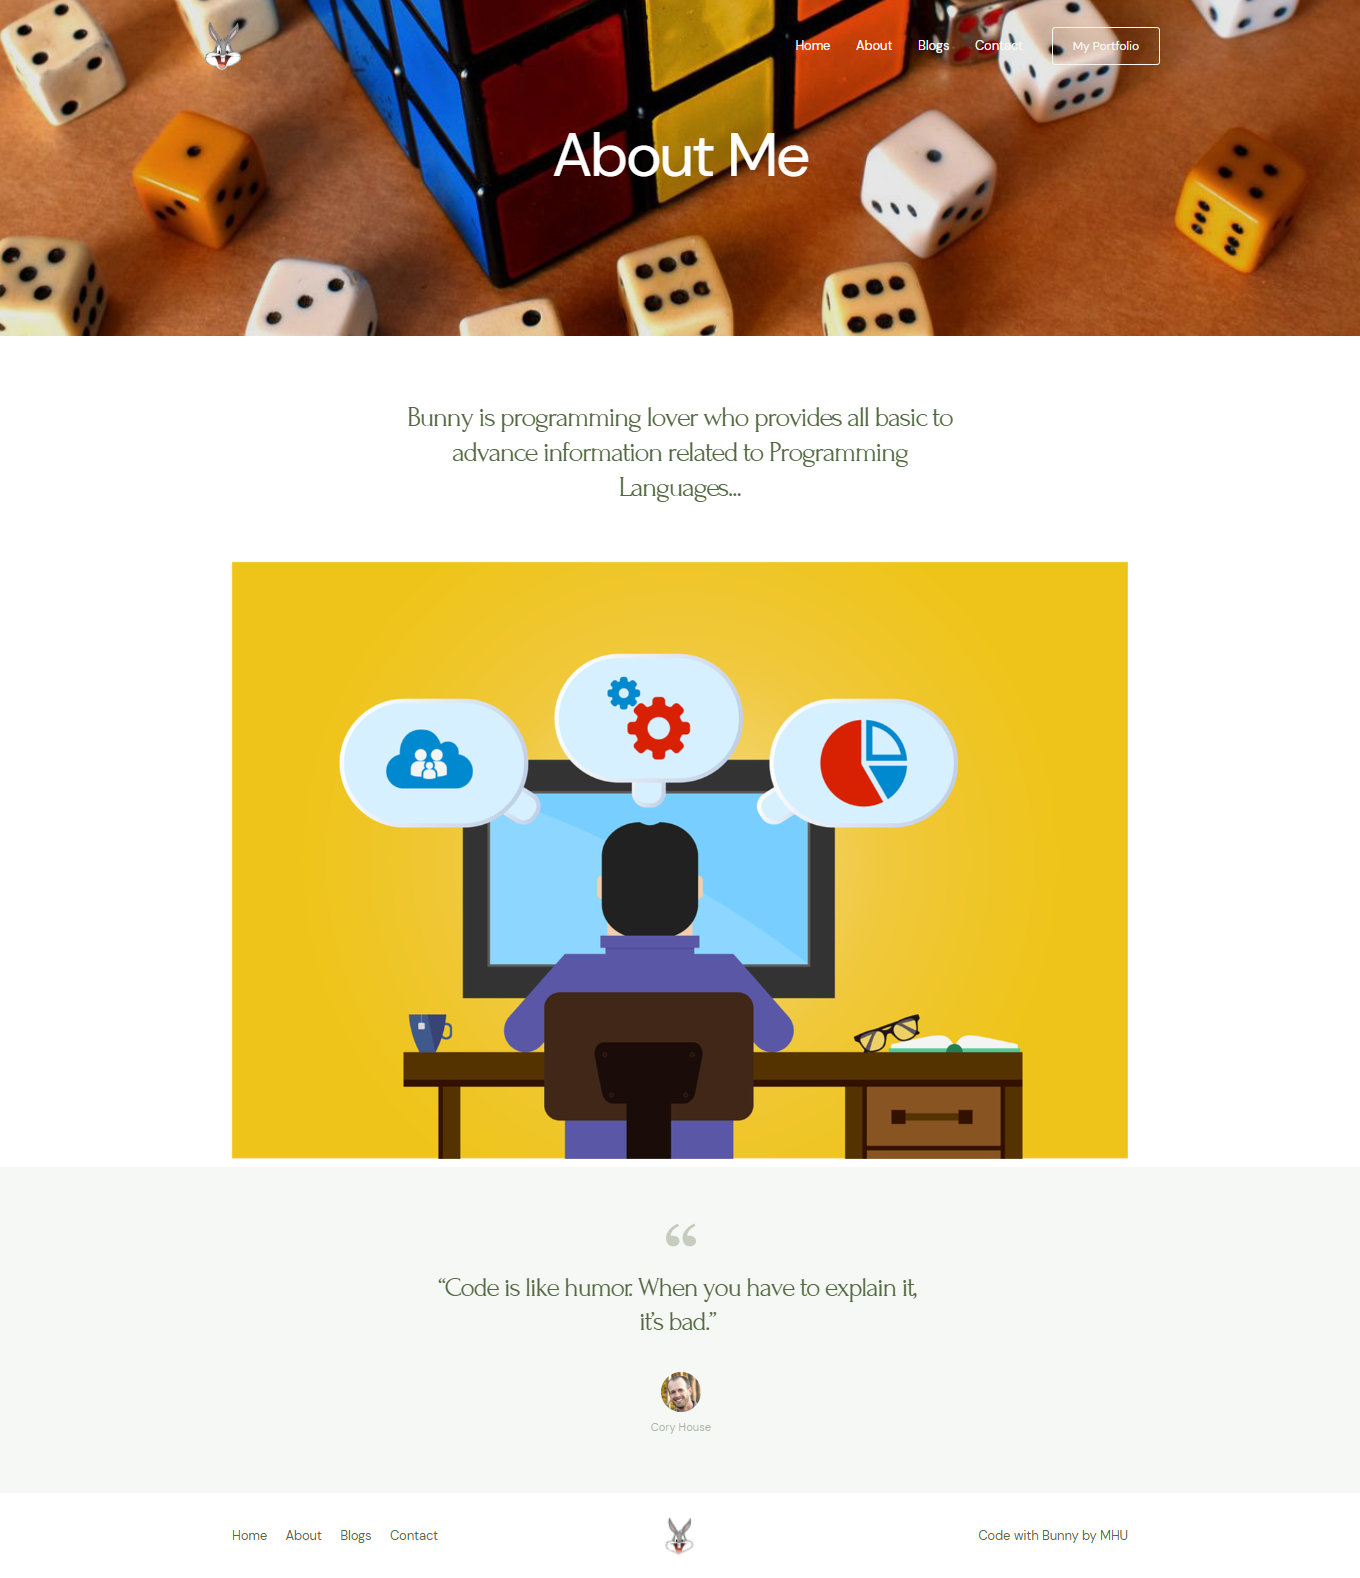 Home About Blogs Contact My Portfolio
About Me
Bunny is programming lover who provides all basic to
advance information related to Programming
Languages...
“
“Code is like humor. When you have to explain it,
it’s bad.”
Cory House
Home About Blogs Contact
Code with Bunny by MHU